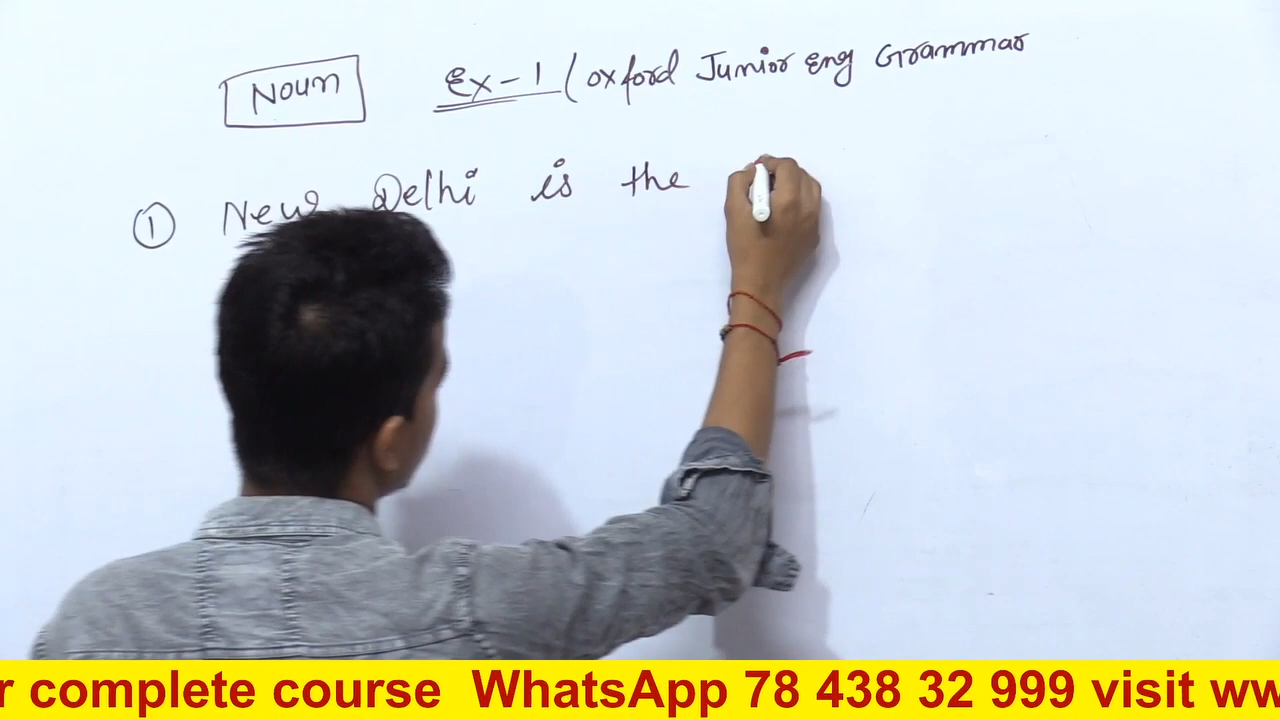 Noun Ex-1 (Oxford Junior Eng Grammar
① New Delhi is the
r complete course WhatsApp 78 438 32 999 visit ww